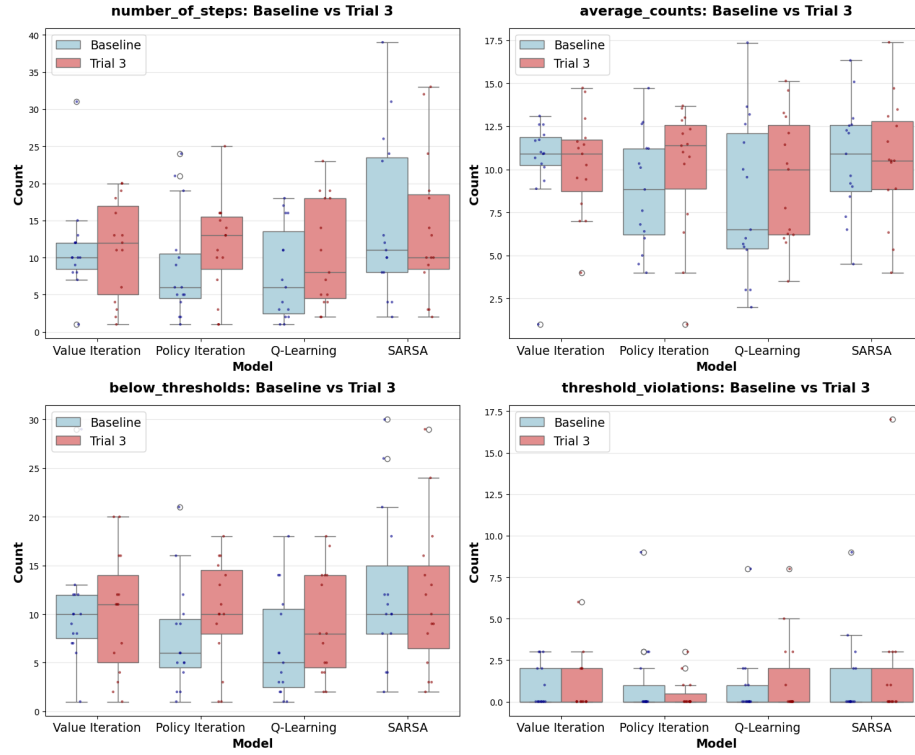 number_of_steps: Baseline vs Trial 3
Baseline
Trial 3
Count
40
35
30
25
20
15
10
5
0
Value Iteration
Policy Iteration
Q-Learning
SARSA
Model
average_counts: Baseline vs Trial 3
Baseline
Trial 3
Count
17.5
15.0
12.5
10.0
7.5
5.0
2.5
Value Iteration
Policy Iteration
Q-Learning
SARSA
Model
below_thresholds: Baseline vs Trial 3
Baseline
Trial 3
Count
30
25
20
15
10
5
0
Value Iteration
Policy Iteration
Q-Learning
SARSA
Model
threshold_violations: Baseline vs Trial 3
Baseline
Trial 3
Count
17.5
15.0
12.5
10.0
7.5
5.0
2.5
0.0
Value Iteration
Policy Iteration
Q-Learning
SARSA
Model